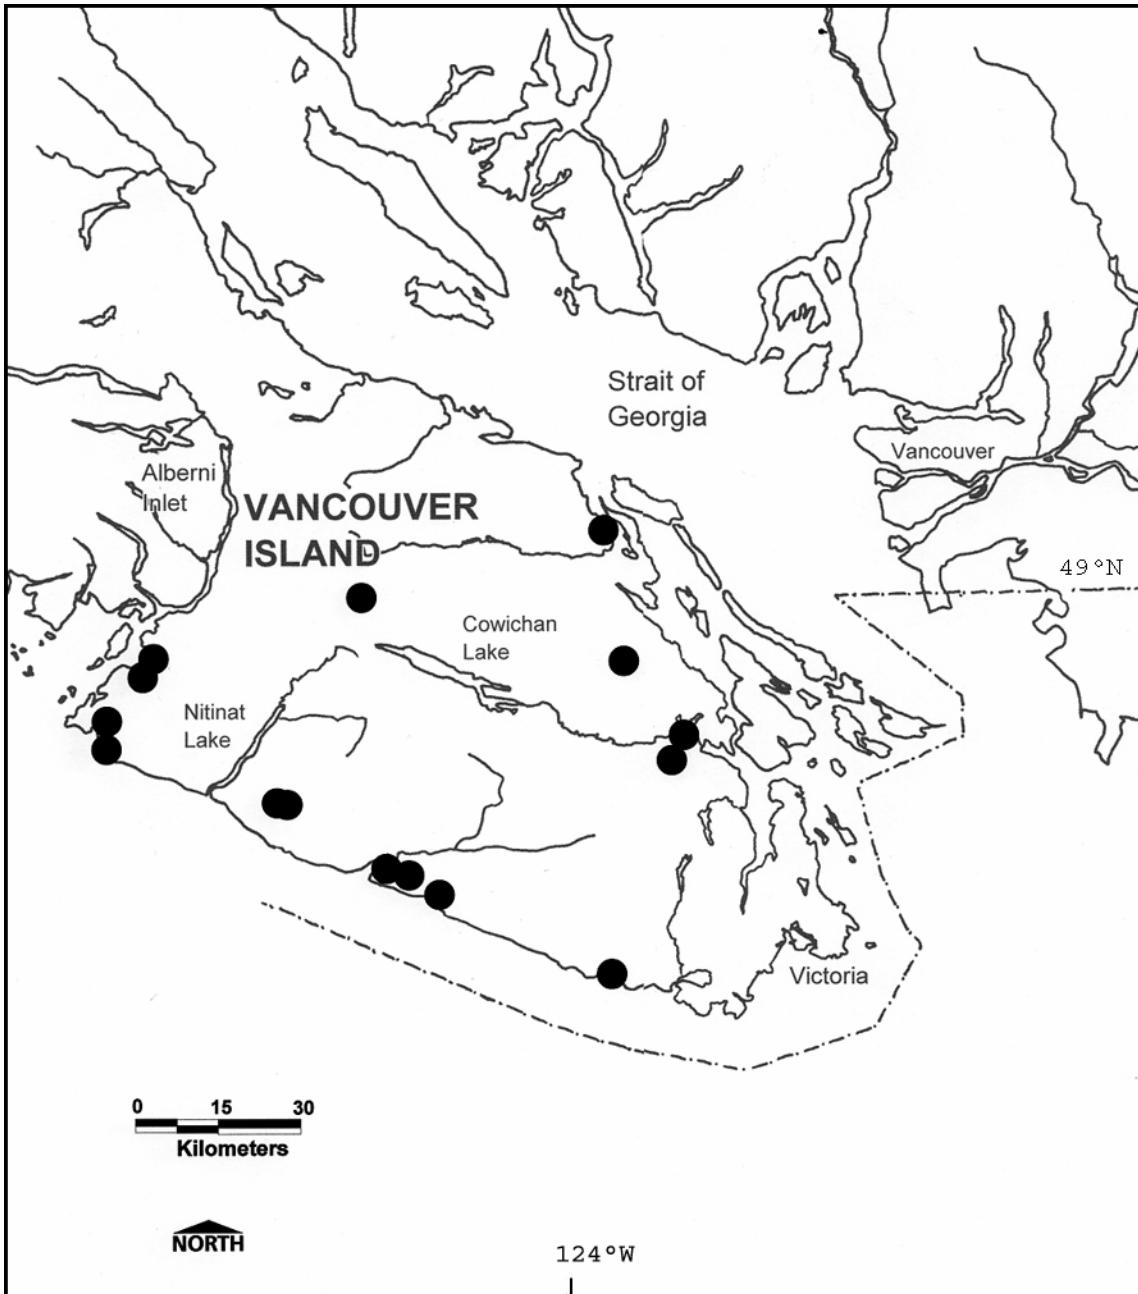 Strait of
Georgia
Vancouver
Alberni
Inlet
VANCOUVER
ISLAND
49°N
Cowichan
Lake
Nitinat
Lake
Victoria
0 15 30
Kilometers
NORTH
124°W